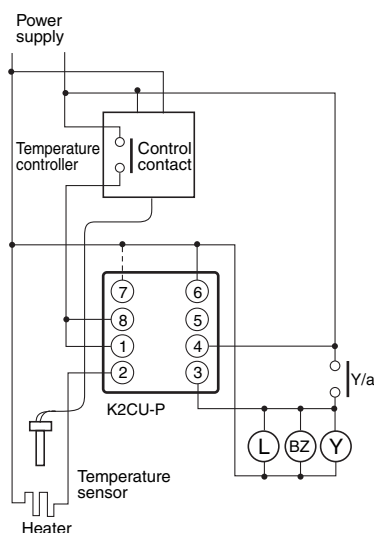 Power
supply
Temperature
controller
Control
contact
7
6
8
5
1
4
2
3
K2CU-P
Y/a
L
BZ
Y
Temperature
sensor
Heater